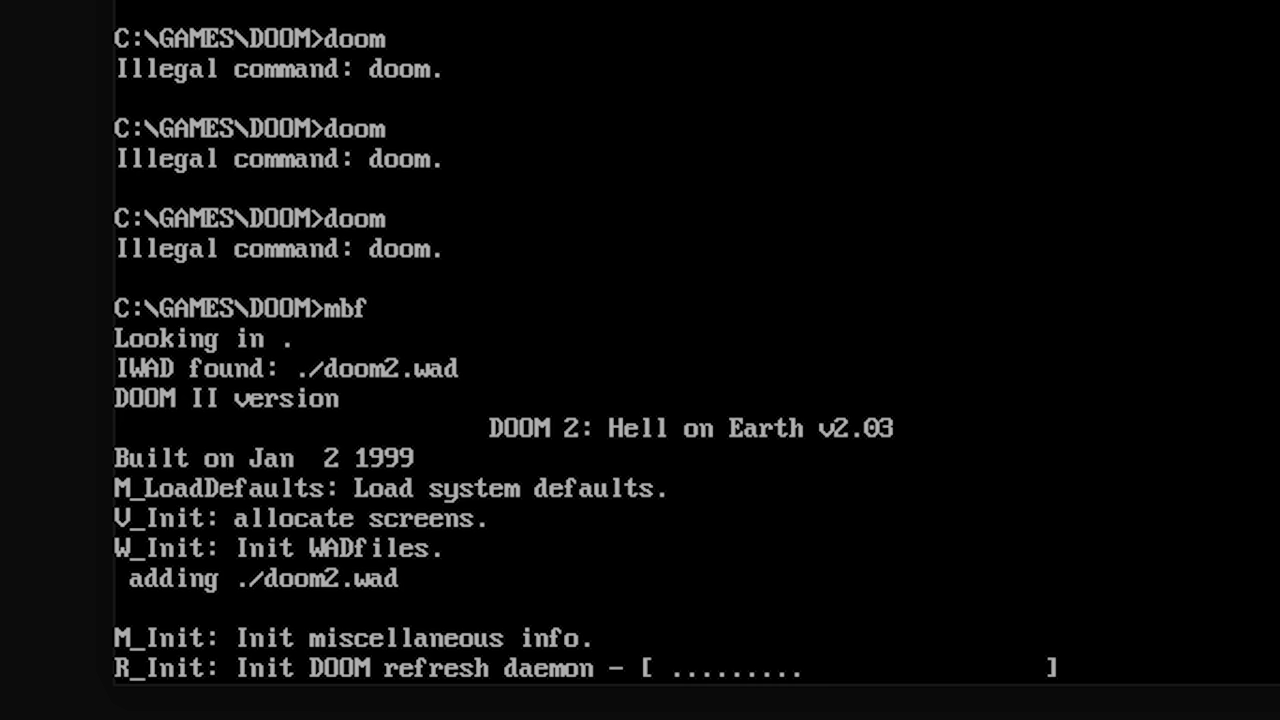 C:\GAMES\DOOM>doom
Illegal command: doom.
C:\GAMES\DOOM>doom
Illegal command: doom.
C:\GAMES\DOOM>doom
Illegal command: doom.
C:\GAMES\DOOM>mbf
Looking in .
IWAD found: ./doom2.wad
DOOM II version
DOOM 2: Hell on Earth v2.03
Built on Jan  2 1999
M_LoadDefaults: Load system defaults.
V_Init: allocate screens.
W_Init: Init WADfiles.
 adding ./doom2.wad
M_Init: Init miscellaneous info.
R_Init: Init DOOM refresh daemon - [ .........                 ]